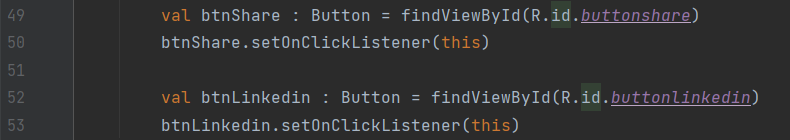 49 val btnShare : Button = findViewById(R.id.buttonshare)
50 btnShare.setOnClickListener(this)
51
52 val btnLinkedin : Button = findViewById(R.id.buttonlinkedin)
53 btnLinkedin.setOnClickListener(this)